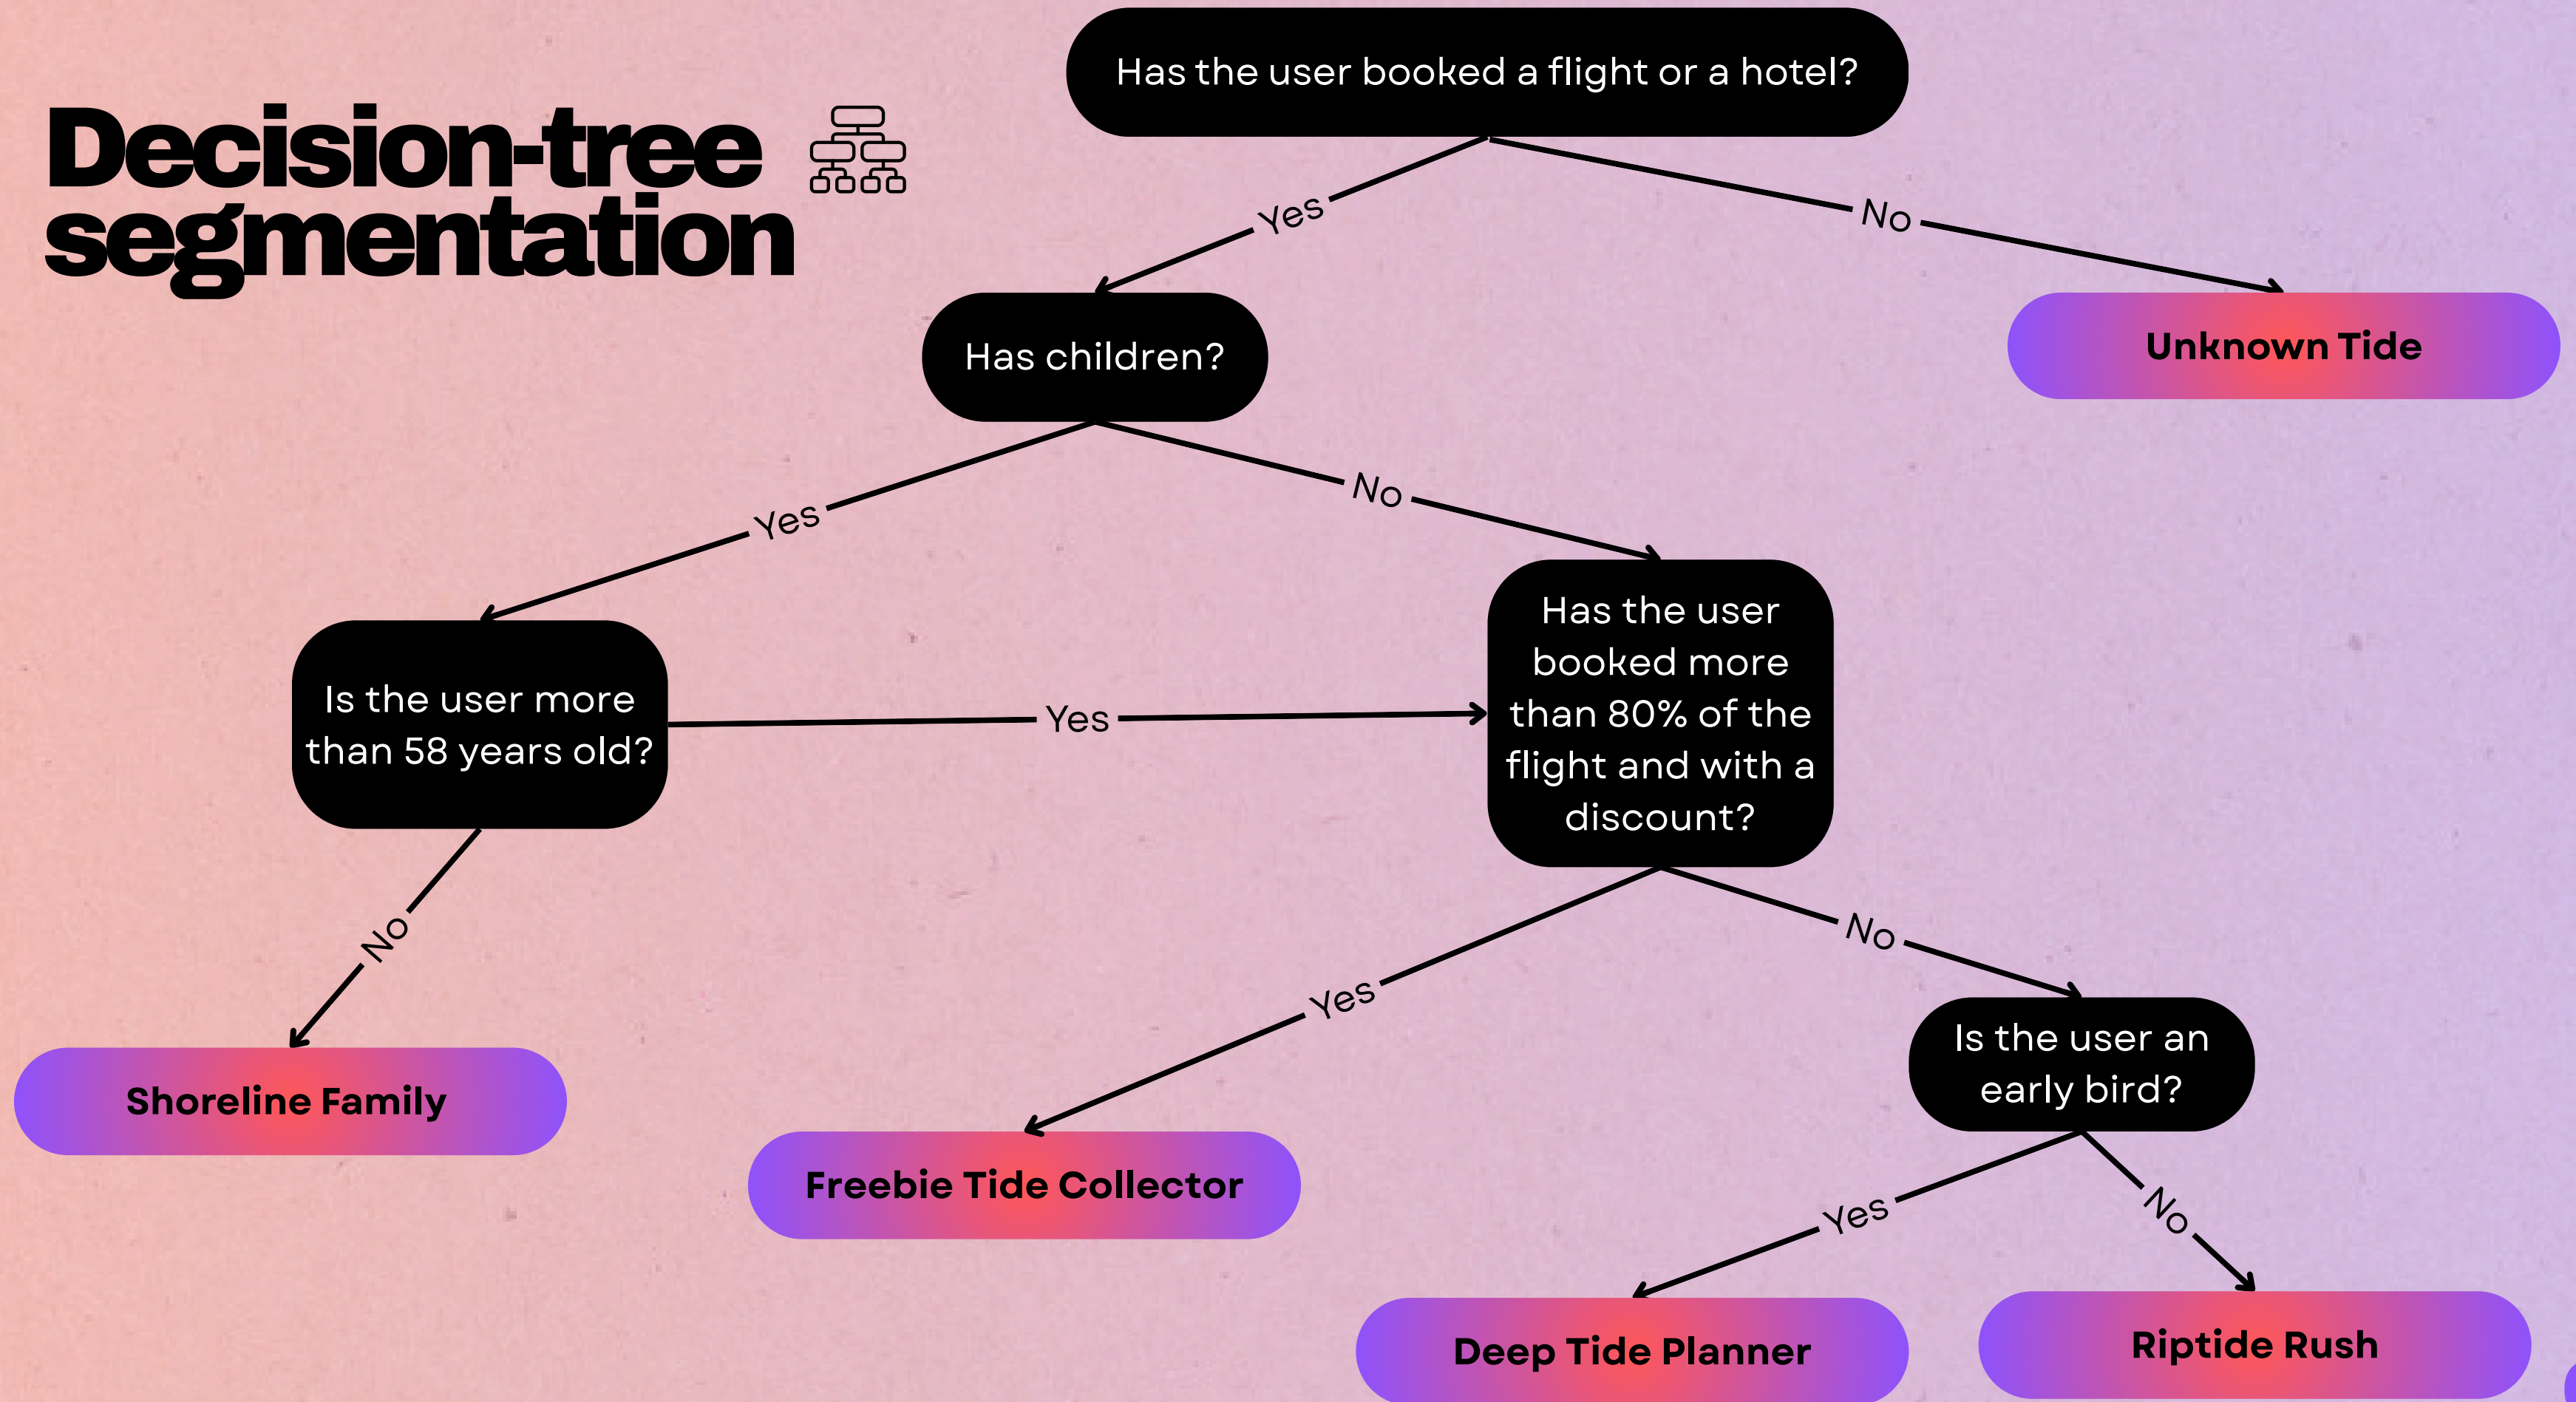 Decision-tree
segmentation
Has the user booked a flight or a hotel?
Yes
No
Has children?
Unknown Tide
Yes
No
Is the user more
than 58 years old?
Yes
Has the user
booked more
than 80% of the
flight and with a
discount?
No
Yes
No
Shoreline Family
Freebie Tide Collector
Is the user an
early bird?
Yes
No
Deep Tide Planner
Riptide Rush